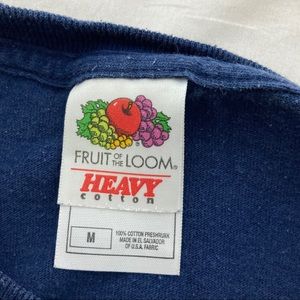 FRUIT OF THE LOOM®
HEAVY
cotton
M
100% COTTON PRESHRUNK
MADE IN EL SALVADOR
OF U.S.A. FABRIC